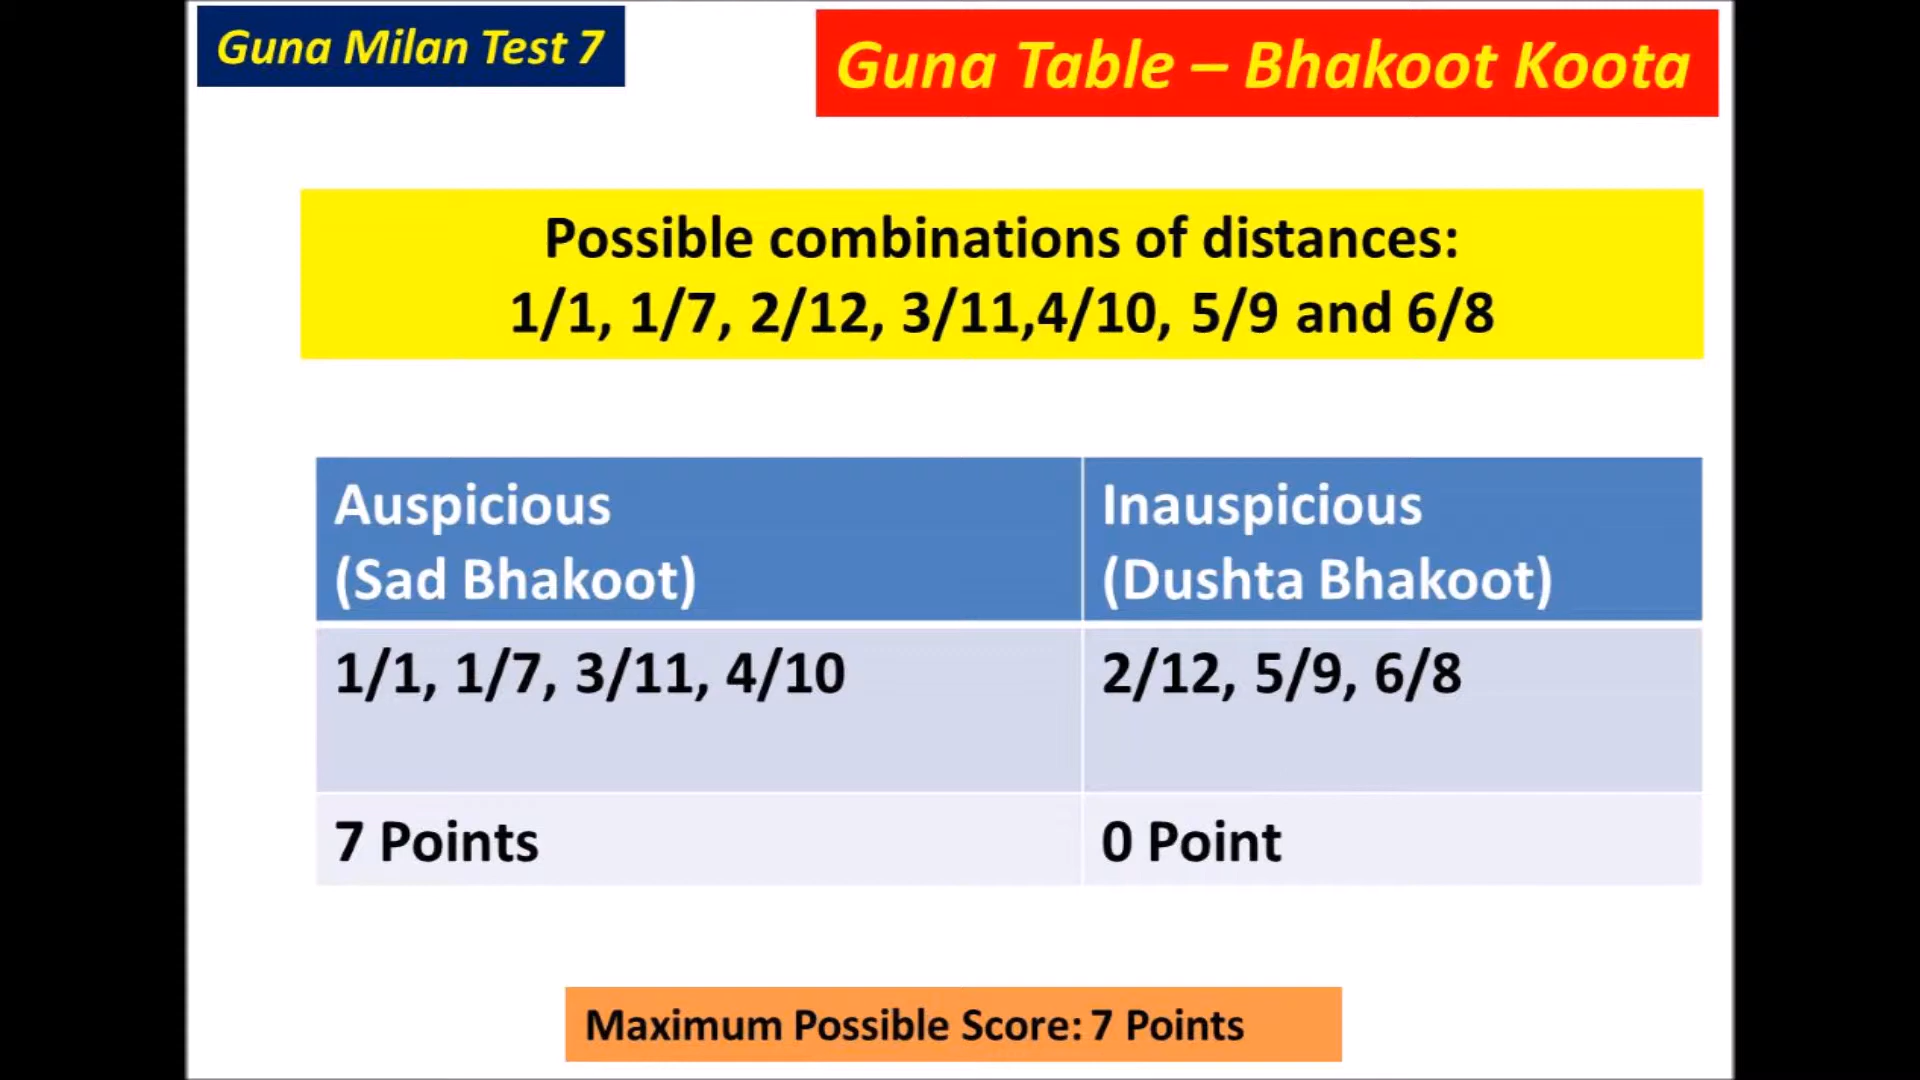 Guna Milan Test 7
Guna Table – Bhakoot Koota
Possible combinations of distances:
1/1, 1/7, 2/12, 3/11,4/10, 5/9 and 6/8
Auspicious
(Sad Bhakoot)
Inauspicious
(Dushta Bhakoot)
1/1, 1/7, 3/11, 4/10
2/12, 5/9, 6/8
7 Points
0 Point
Maximum Possible Score: 7 Points